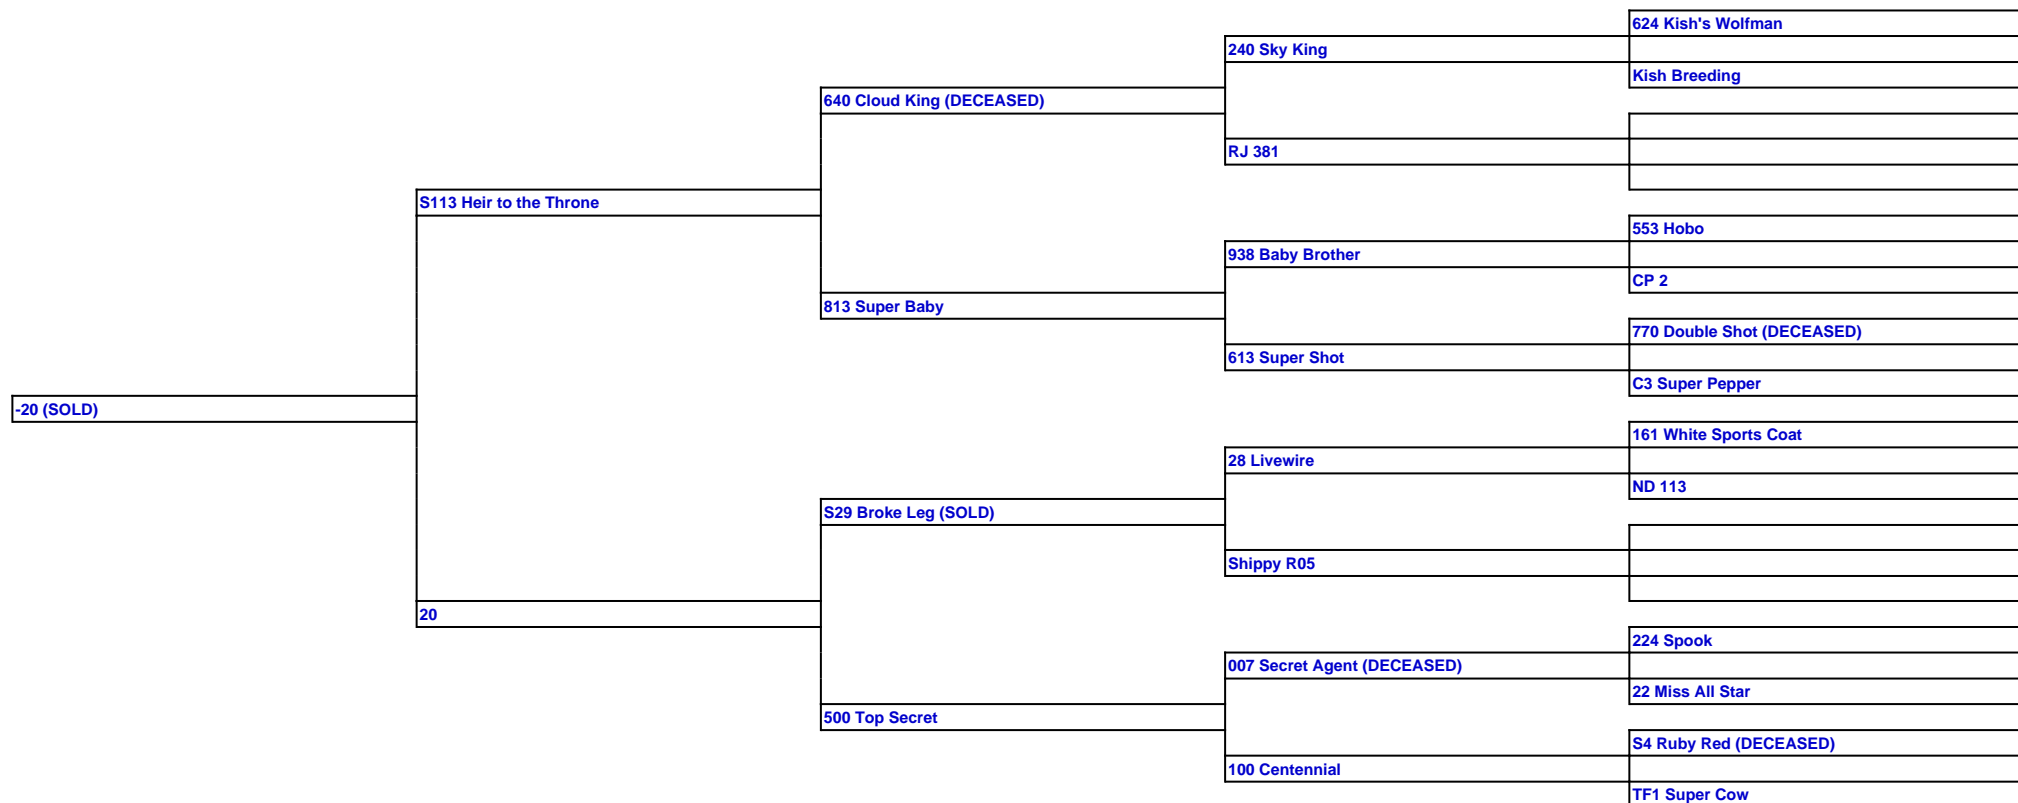 624 Kish's Wolfman
240 Sky King
Kish Breeding
640 Cloud King (DECEASED)
RJ 381
S113 Heir to the Throne
553 Hobo
938 Baby Brother
CP 2
813 Super Baby
770 Double Shot (DECEASED)
613 Super Shot
C3 Super Pepper
-20 (SOLD)
161 White Sports Coat
28 Livewire
ND 113
S29 Broke Leg (SOLD)
Shippy R05
20
224 Spook
007 Secret Agent (DECEASED)
22 Miss All Star
500 Top Secret
S4 Ruby Red (DECEASED)
100 Centennial
TF1 Super Cow